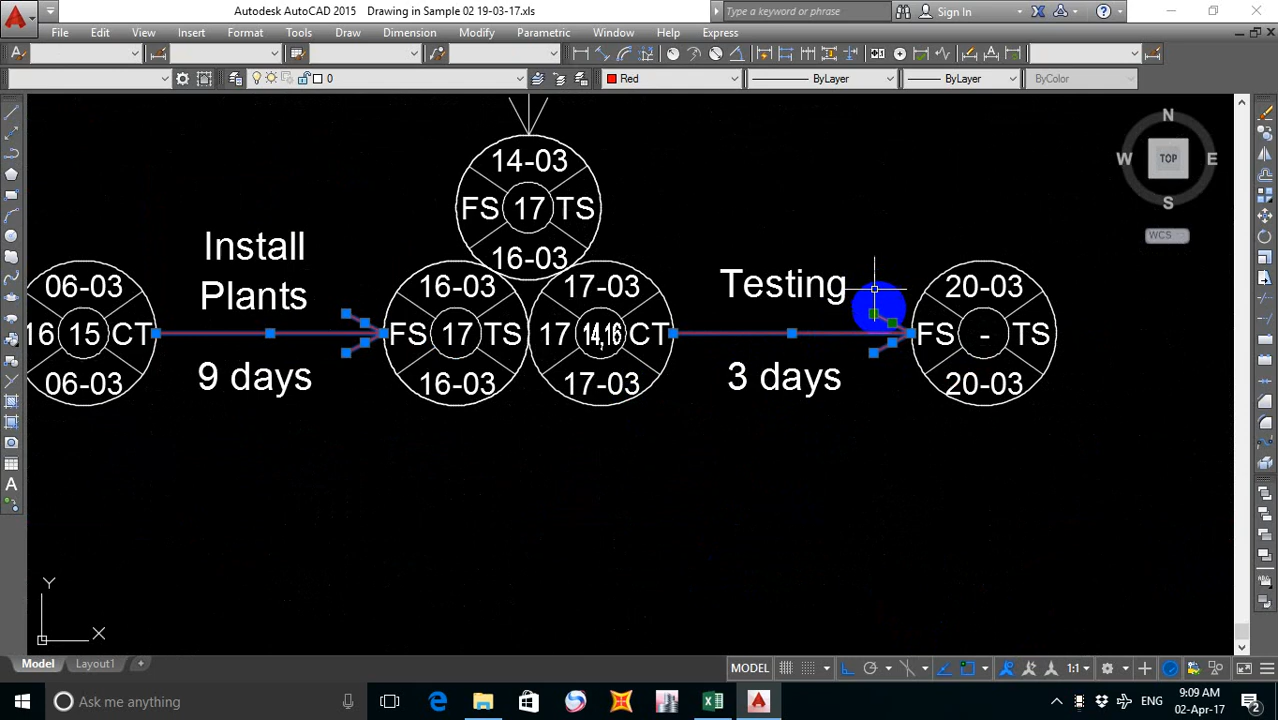 Autodesk AutoCAD 2015 Drawing in Sample 02 19-03-17.xls
Type a keyword or phrase
Sign In
File Edit View Insert Format Tools Draw Dimension Modify Parametric Window Help Express
0
Red
ByLayer
ByLayer
ByColor
N
W
TOP
E
S
WCS
14-03
FS 17 TS
16-03
Install
Plants
9 days
06-03
16 15 CT
06-03
16-03
FS 17 TS
16-03
17-03
17 14,16 CT
17-03
Testing
3 days
20-03
FS - TS
20-03
Y
X
Model Layout1 +
MODEL
1:1
Ask me anything
ENG
9:09 AM
02-Apr-17
2